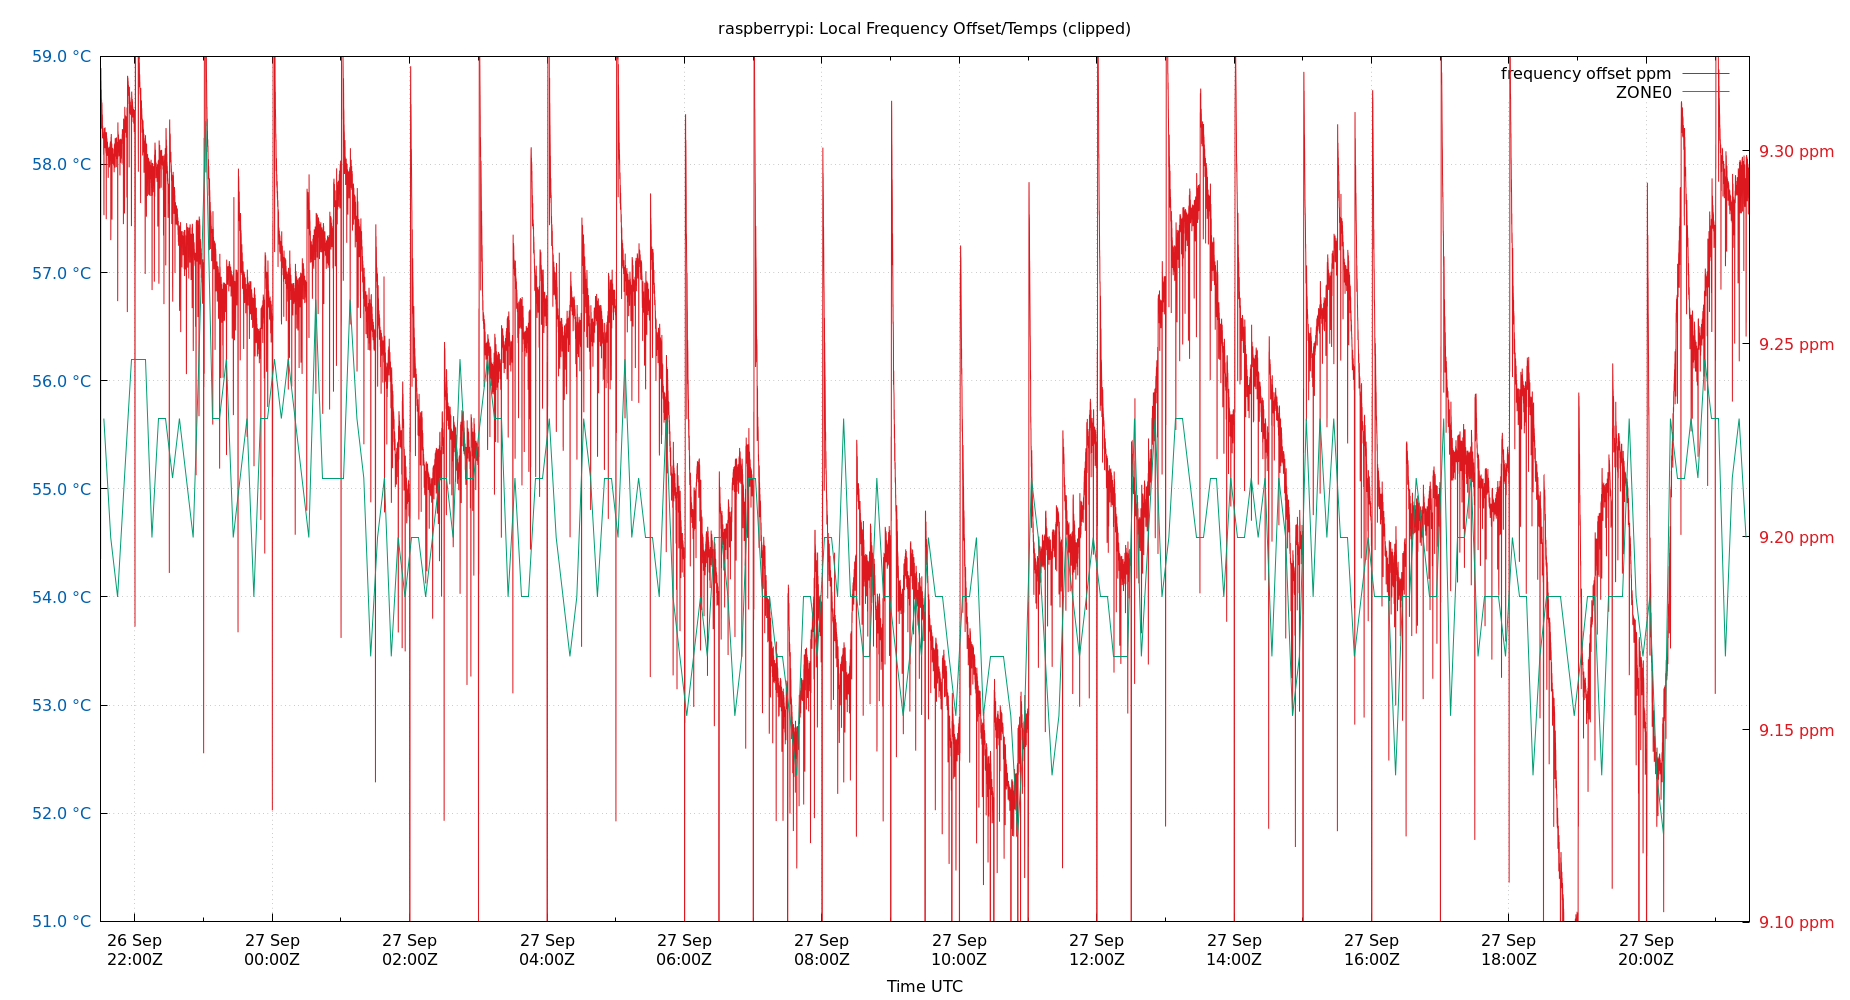 raspberrypi: Local Frequency Offset/Temps (clipped)
59.0 °C
58.0 °C
57.0 °C
56.0 °C
55.0 °C
54.0 °C
53.0 °C
52.0 °C
51.0 °C
frequency offset ppm
ZONE0
9.30 ppm
9.25 ppm
9.20 ppm
9.15 ppm
9.10 ppm
26 Sep 27 Sep 27 Sep 27 Sep 27 Sep 27 Sep 27 Sep 27 Sep 27 Sep 27 Sep 27 Sep 27 Sep
22:00Z 00:00Z 02:00Z 04:00Z 06:00Z 08:00Z 10:00Z 12:00Z 14:00Z 16:00Z 18:00Z 20:00Z
Time UTC